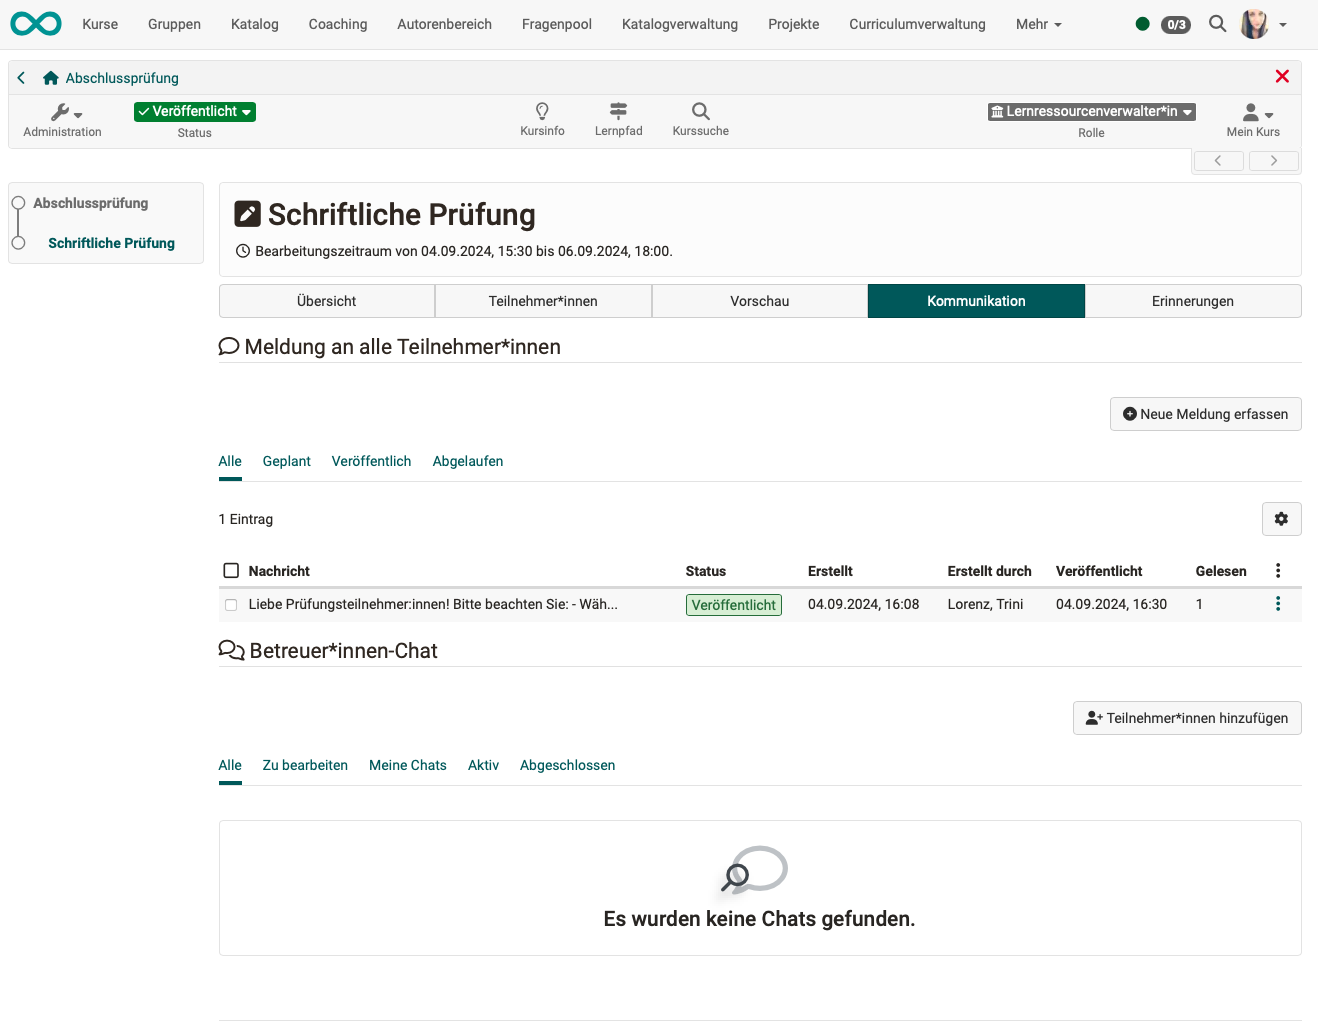 Kurse Gruppen Katalog Coaching Autorenbereich Fragenpool Katalogverwaltung Projekte Curriculumverwaltung Mehr 0/3
Abschlussprüfung
Administration
Veröffentlicht
Status
Kursinfo
Lernpfad
Kurssuche
Lernressourcenverwalter*in
Rolle
Mein Kurs
Abschlussprüfung
Schriftliche Prüfung
Schriftliche Prüfung
Bearbeitungszeitraum von 04.09.2024, 15:30 bis 06.09.2024, 18:00.
Übersicht Teilnehmer*innen Vorschau Kommunikation Erinnerungen
Meldung an alle Teilnehmer*innen
Neue Meldung erfassen
Alle Geplant Veröffentlich Abgelaufen
1 Eintrag
Nachricht Status Erstellt Erstellt durch Veröffentlicht Gelesen
Liebe Prüfungsteilnehmer:innen! Bitte beachten Sie: - Wäh... Veröffentlicht 04.09.2024, 16:08 Lorenz, Trini 04.09.2024, 16:30 1
Betreuer*innen-Chat
Teilnehmer*innen hinzufügen
Alle Zu bearbeiten Meine Chats Aktiv Abgeschlossen
Es wurden keine Chats gefunden.